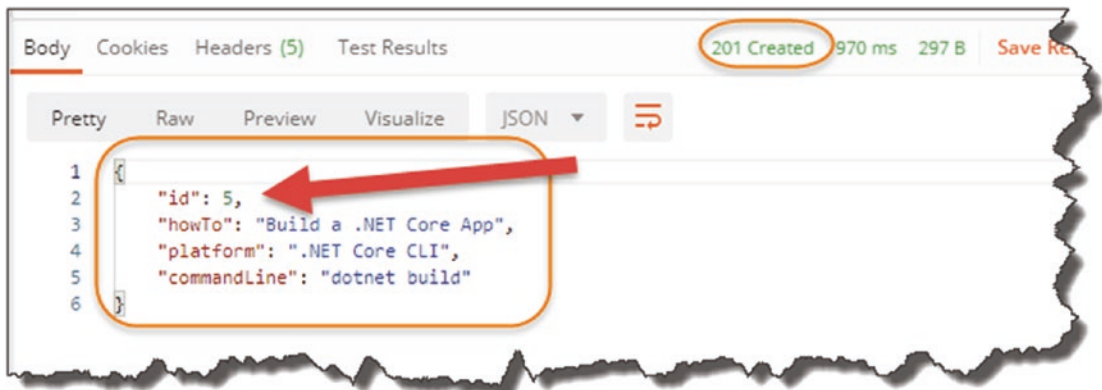 Body Cookies Headers (5) Test Results 201 Created 970 ms 297 B Save Re
Pretty Raw Preview Visualize JSON
1 {
2 "id": 5,
3 "howTo": "Build a .NET Core App",
4 "platform": ".NET Core CLI",
5 "commandLine": "dotnet build"
6 }